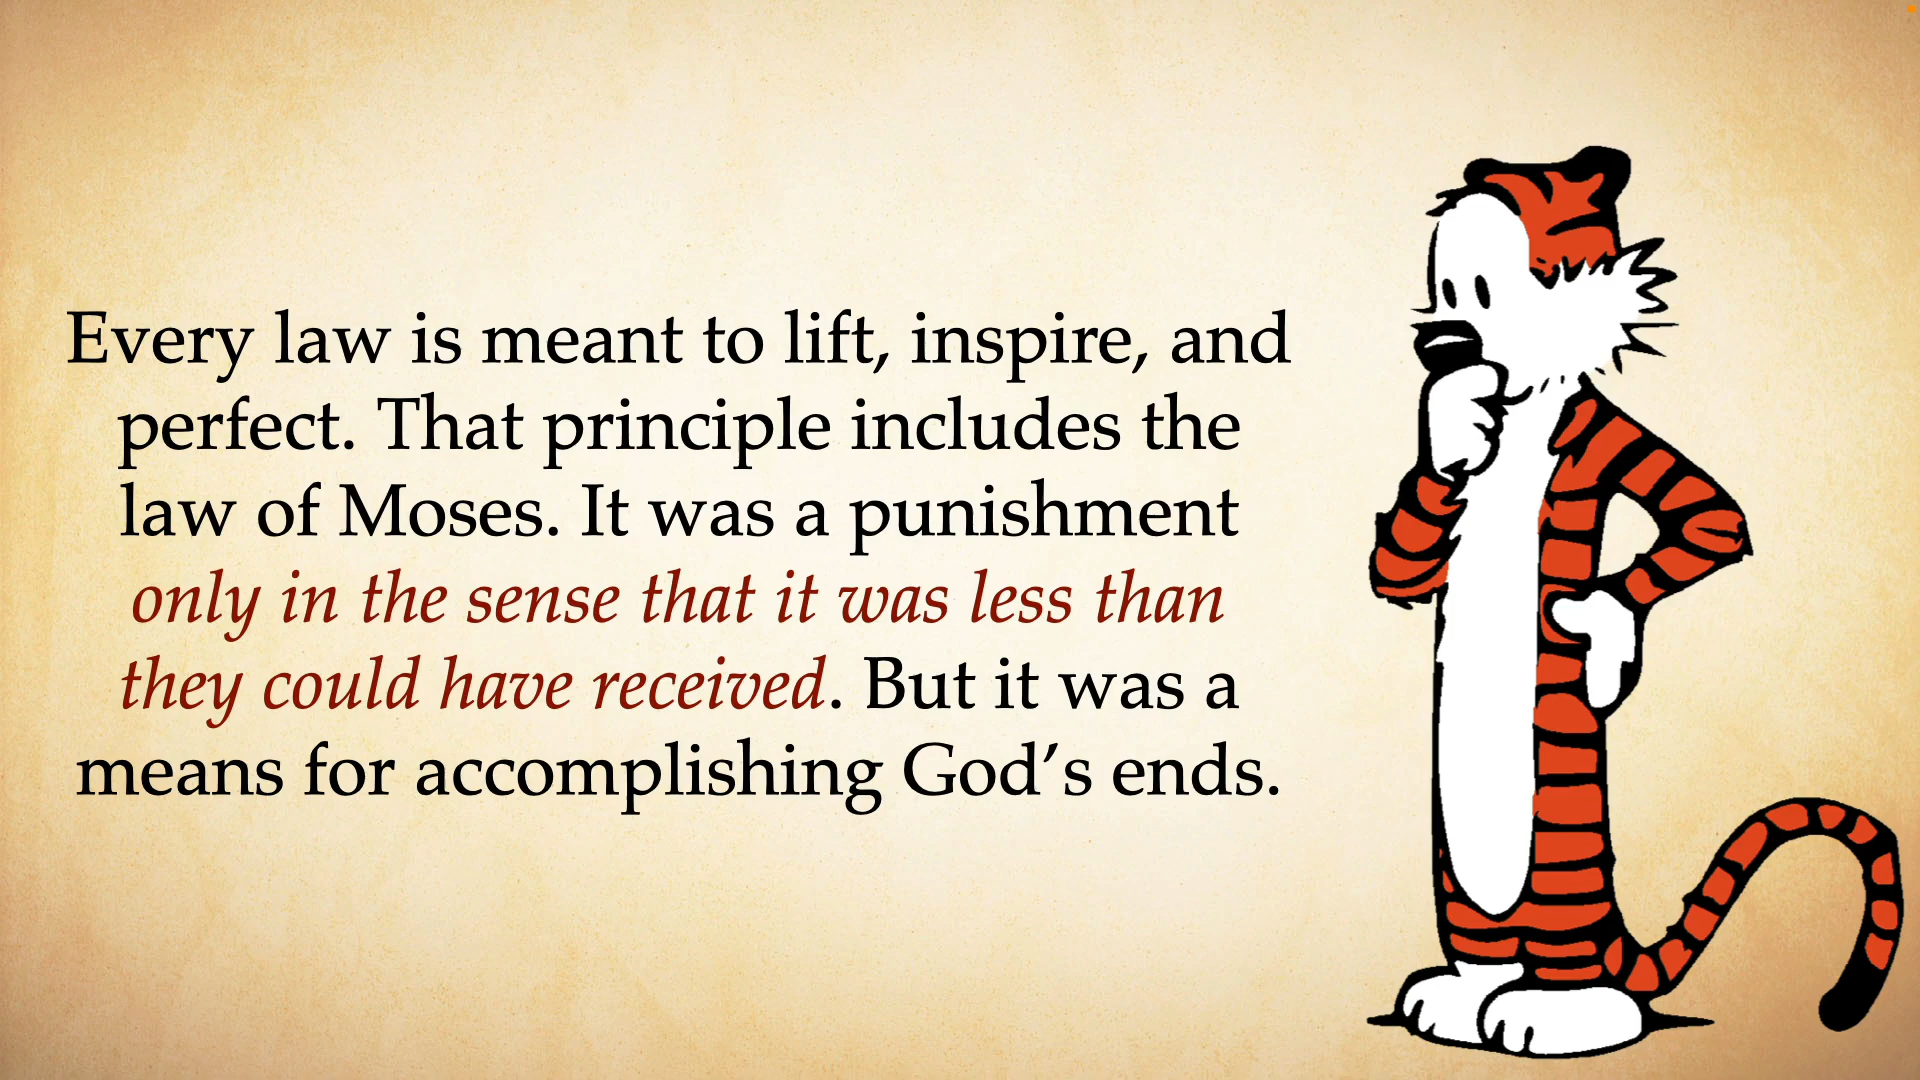 Every law is meant to lift, inspire, and
perfect. That principle includes the
law of Moses. It was a punishment
only in the sense that it was less than
they could have received. But it was a
means for accomplishing God’s ends.